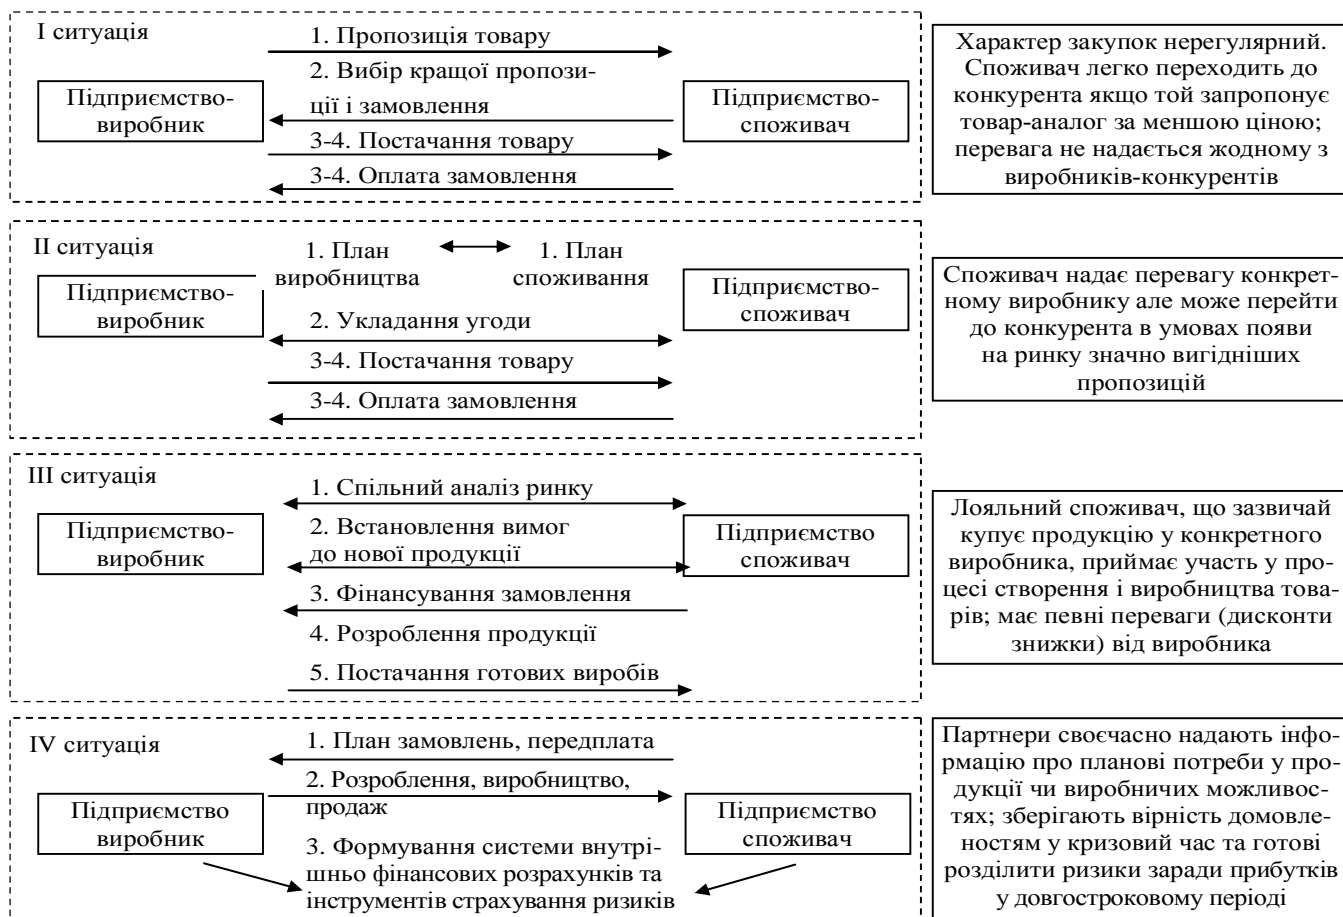 I ситуація
1. Пропозиція товару
2. Вибір кращої пропози-
ції і замовлення
Підприємство-
виробник
Підприємство-
споживач
3-4. Постачання товару
3-4. Оплата замовлення
Характер закупок нерегулярний.
Споживач легко переходить до
конкурента якщо той запропонує
товар-аналог за меншою ціною;
перевага не надається жодному з
виробників-конкурентів
II ситуація
1. План
виробництва
1. План
споживання
Підприємство-
виробник
Підприємство-
споживач
2. Укладання угоди
3-4. Постачання товару
3-4. Оплата замовлення
Споживач надає перевагу конкрет-
ному виробнику але може перейти
до конкурента в умовах появи
на ринку значно вигідніших
пропозицій
III ситуація
1. Спільний аналіз ринку
Підприємство-
виробник
2. Встановлення вимог
до нової продукції
Підприємство
споживач
3. Фінансування замовлення
4. Розроблення продукції
5. Постачання готових виробів
Лояльний споживач, що зазвичай
купує продукцію у конкретного
виробника, приймає участь у про-
цесі створення і виробництва това-
рів; має певні переваги (дисконти
знижки) від виробника
IV ситуація
1. План замовлень, передплата
2. Розроблення, виробництво,
продаж
Підприємство
виробник
Підприємство
споживач
3. Формування системи внутрі-
шньо фінансових розрахунків та
інструментів страхування ризиків
Партнери своєчасно надають інфо-
рмацію про планові потреби у про-
дукції чи виробничих можливос-
тях; зберігають вірність домовле-
ностям у кризовий час та готові
розділити ризики заради прибутків
у довгостроковому періоді